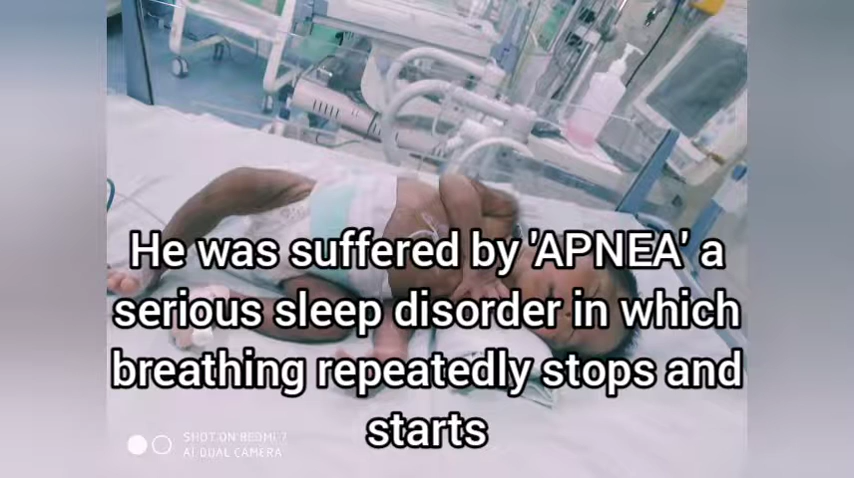 He was suffered by 'APNEA' a
serious sleep disorder in which
breathing repeatedly stops and
starts
SHOT ON REDMI 7
AI DUAL CAMERA